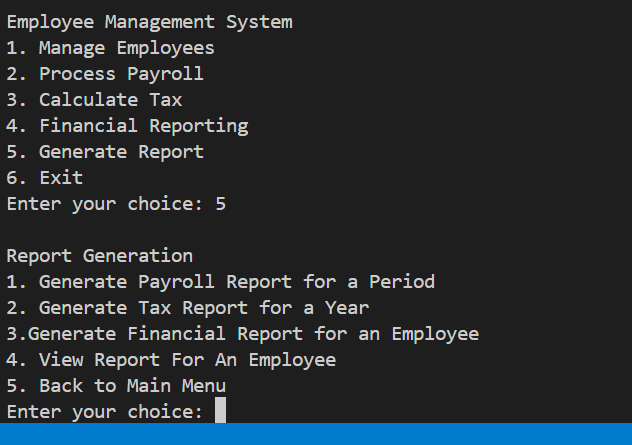 Employee Management System
1. Manage Employees
2. Process Payroll
3. Calculate Tax
4. Financial Reporting
5. Generate Report
6. Exit
Enter your choice: 5

Report Generation
1. Generate Payroll Report for a Period
2. Generate Tax Report for a Year
3.Generate Financial Report for an Employee
4. View Report For An Employee
5. Back to Main Menu
Enter your choice: